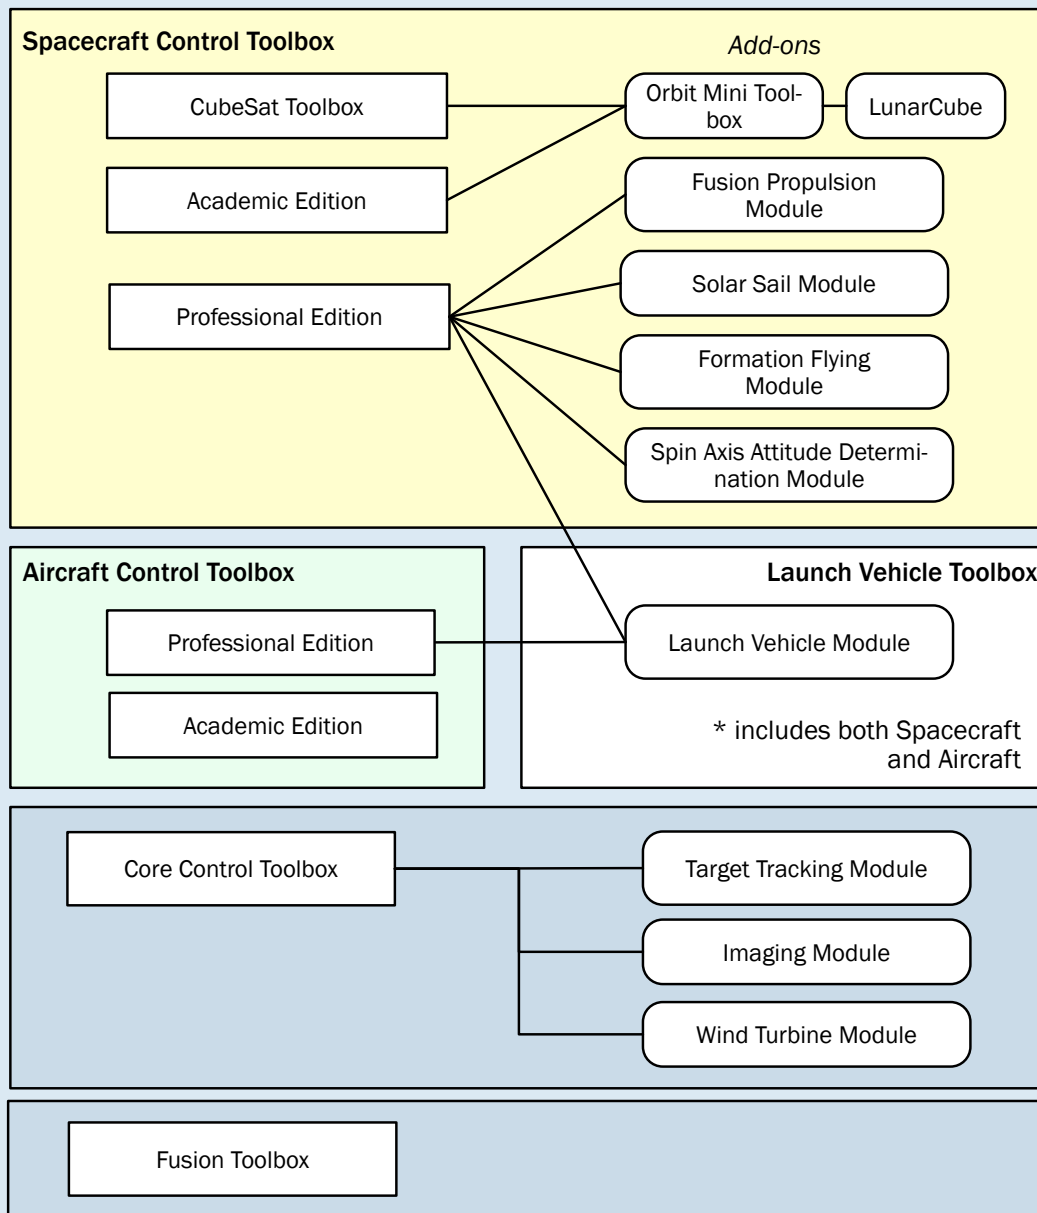 Spacecraft Control Toolbox
Add-ons
CubeSat Toolbox
Orbit Mini Tool-
box
LunarCube
Academic Edition
Fusion Propulsion
Module
Professional Edition
Solar Sail Module
Formation Flying
Module
Spin Axis Attitude Determi-
nation Module
Aircraft Control Toolbox
Professional Edition
Academic Edition
Launch Vehicle Toolbox
Launch Vehicle Module
* includes both Spacecraft
and Aircraft
Core Control Toolbox
Target Tracking Module
Imaging Module
Wind Turbine Module
Fusion Toolbox